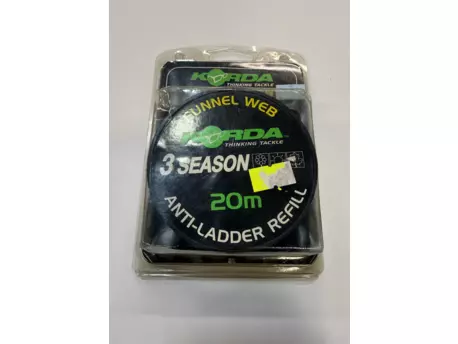 KORDA
THINKING TACKLE
FUNNEL WEB
KORDA
THINKING TACKLE
3 SEASON
20m
ANTI-LADDER REFILL